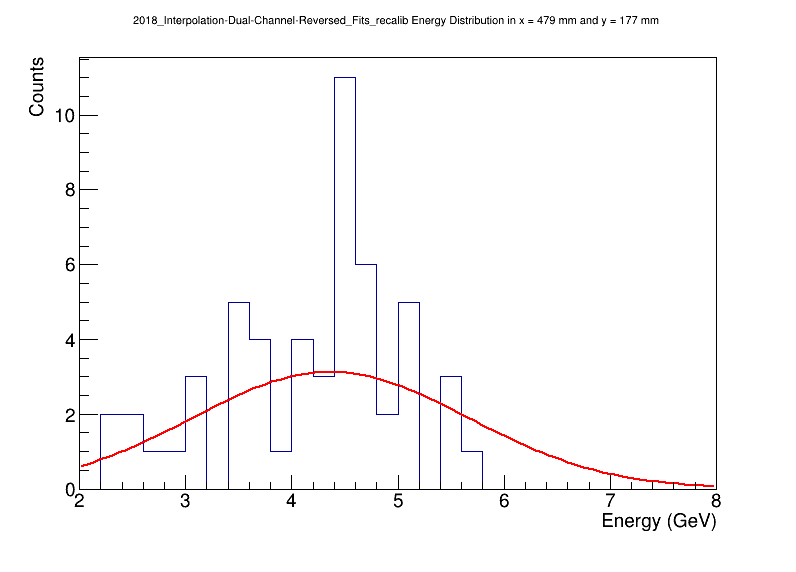 2018_Interpolation-Dual-Channel-Reversed_Fits_recalib Energy Distribution in x = 479 mm and y = 177 mm
Counts
10
8
6
4
2
0
2 3 4 5 6 7 8
Energy (GeV)